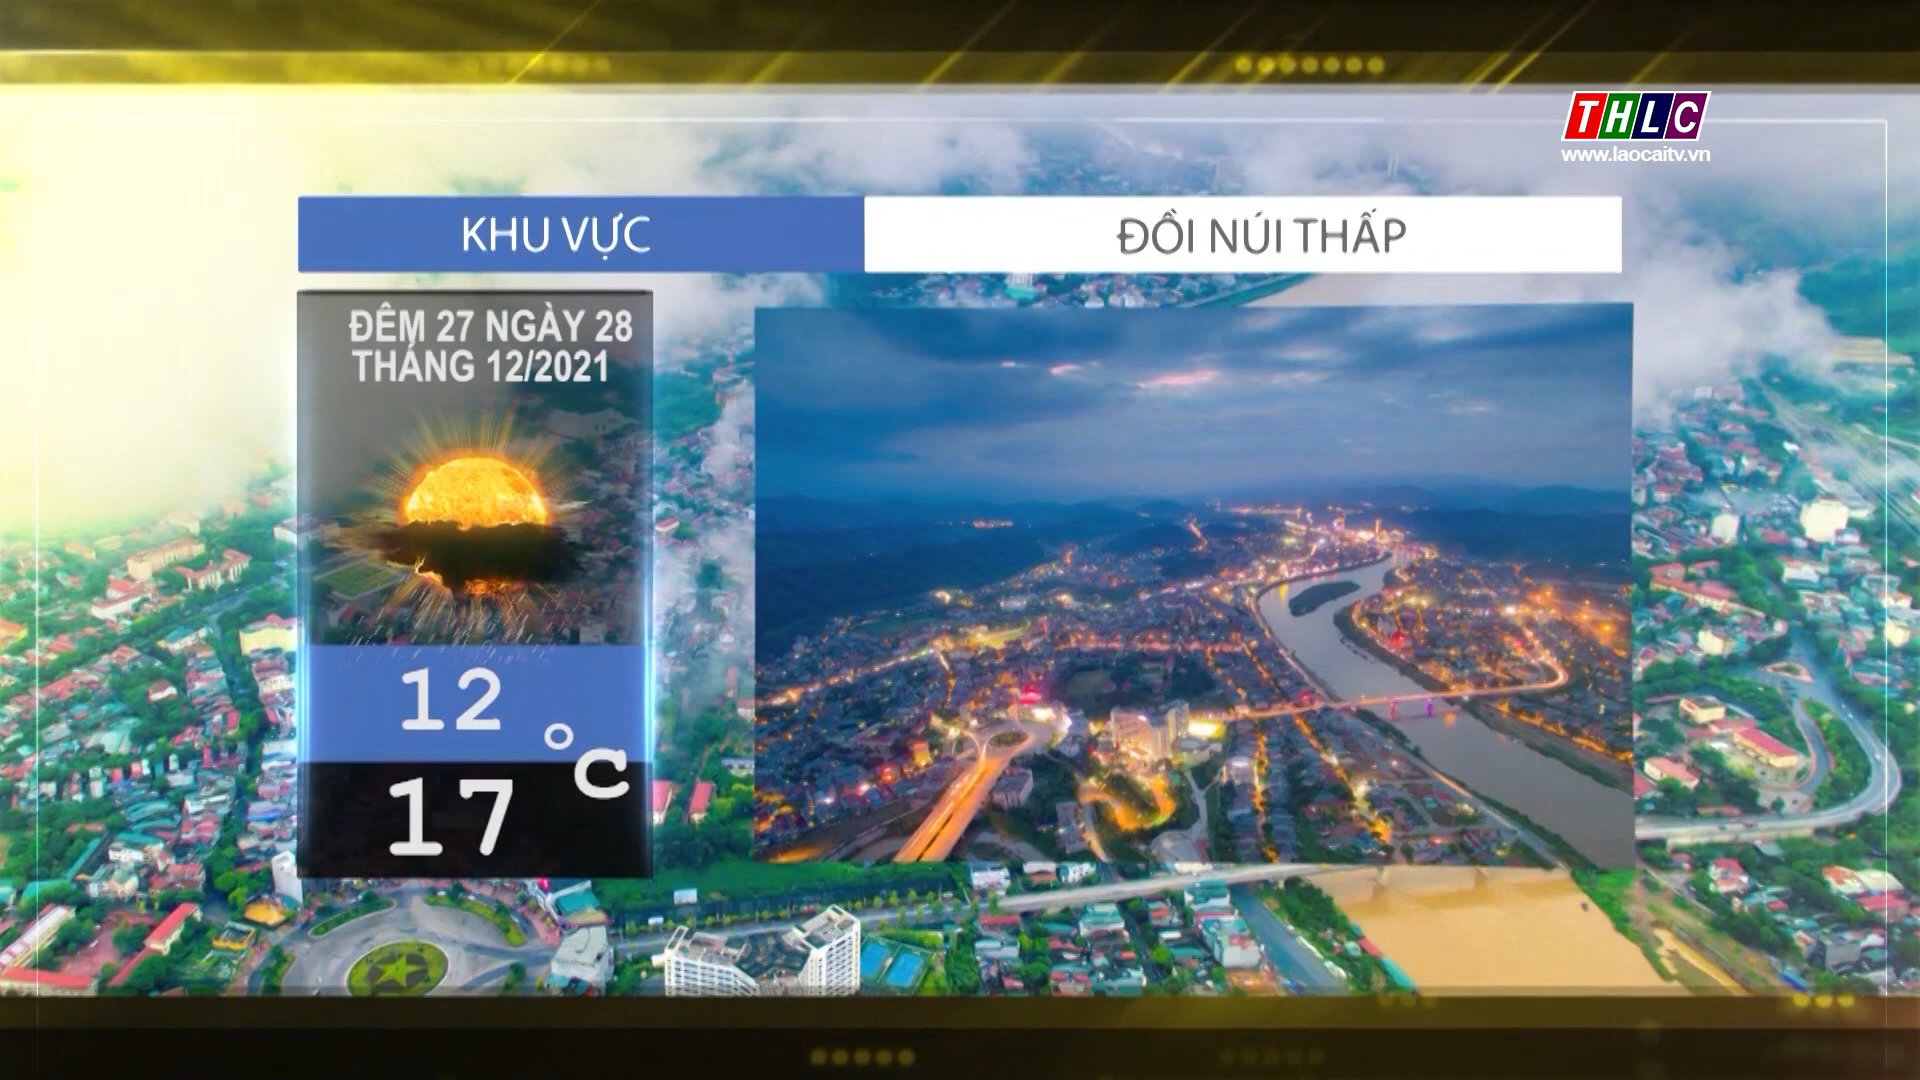 THLC
www.laocaitv.vn
KHU VỰC
ĐỒI NÚI THẤP
ĐÊM 27 NGÀY 28
THÁNG 12/2021
12
°C
17